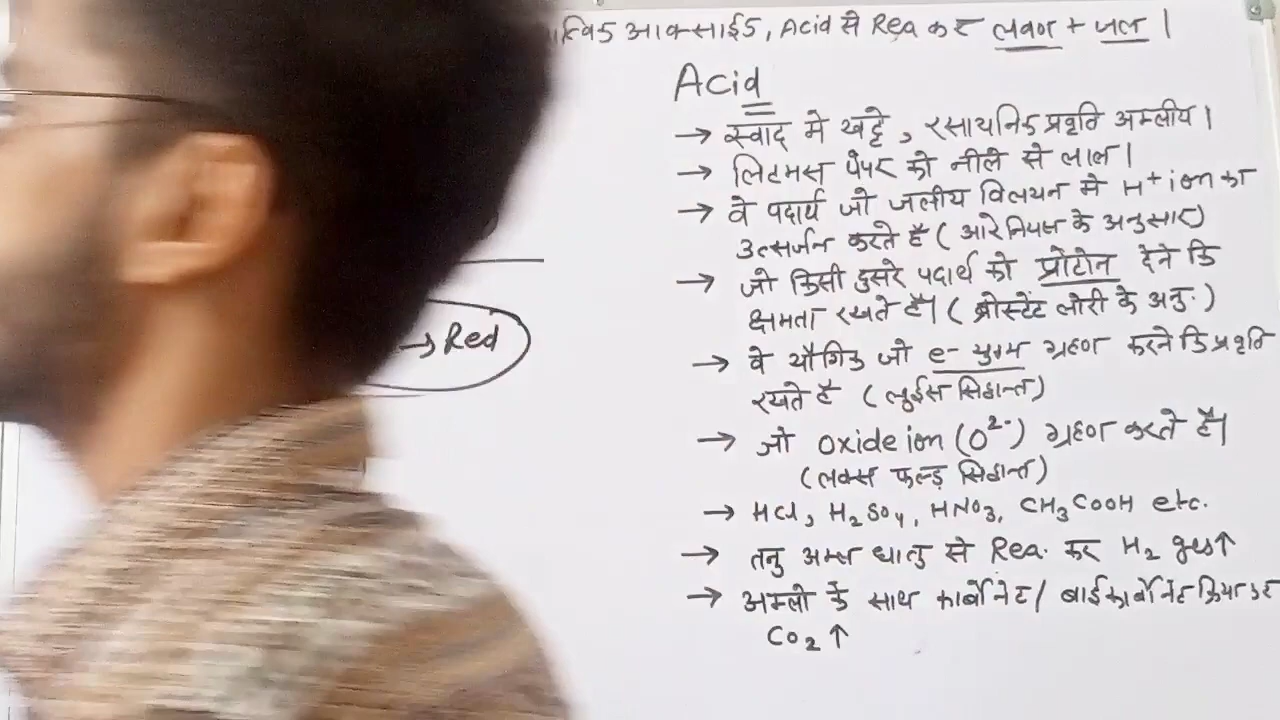 त्विक आक्साईड, Acid से Rea कर लवण + जल ।
Acid
→ स्वाद मे खट्टे , रसायनिक प्रवृति अम्लीय ।
→ लिटमस पेपर को नीले से लाल ।
→ वे पदार्थ जो जलीय विलयन मे H+ ion का
उत्सर्जन करते है ( आरेनियस के अनुसार)
→ जो किसी दुसरे पदार्थ को प्रोटोन देने कि
क्षमता रखते है। ( ब्रोस्टेंट लोरी के अनु. )
→ Red
→ वे यौगिक जो e- युग्म ग्रहण करने कि प्रवृति
रखते है ( लुईस सिद्धान्त)
→ जो oxide ion (O²-) ग्रहण करते है।
(लक्स फल्ड सिद्धान्त)
→ HCl, H₂SO₄, HNO₃, CH₃COOH etc.
→ तनु अम्ल धातु से Rea. कर H₂ ges↑
→ अम्लो के साथ कार्बोनेट/ बाईकार्बोनेट क्रिया कर
CO₂ ↑